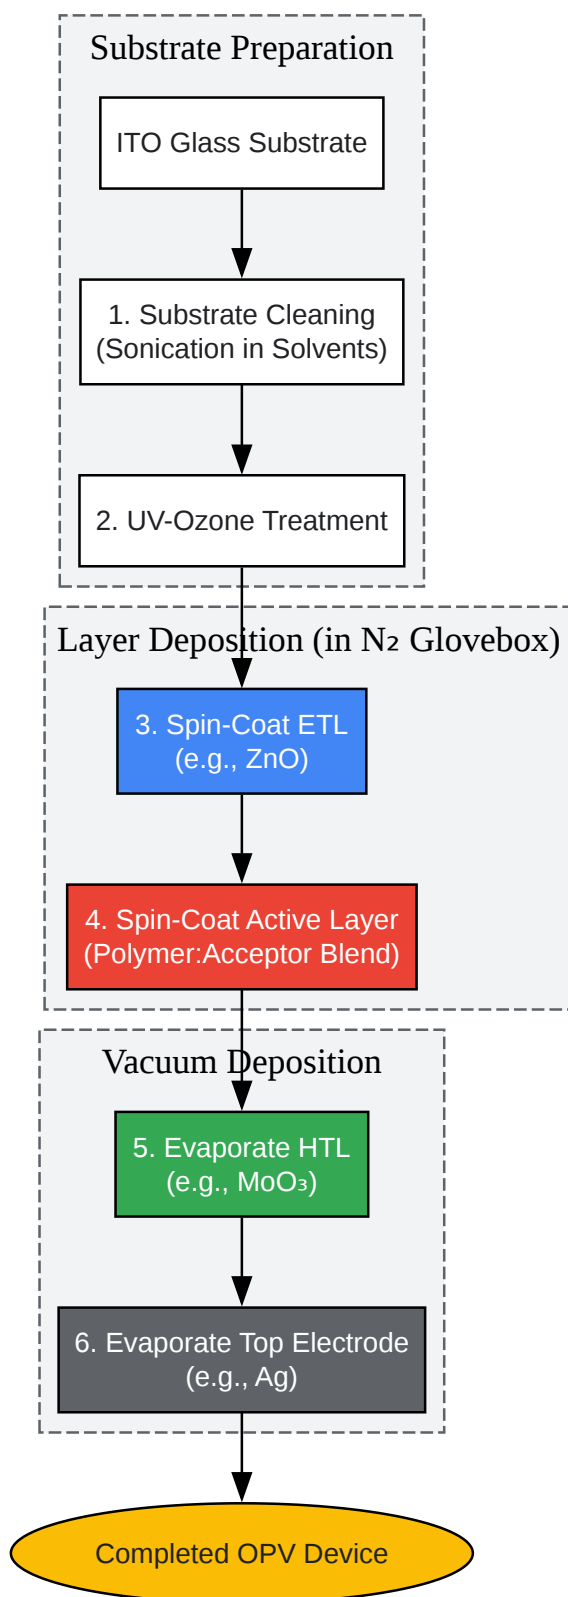 Substrate Preparation
ITO Glass Substrate
1. Substrate Cleaning
(Sonication in Solvents)
2. UV-Ozone Treatment
Layer Deposition (in N₂ Glovebox)
3. Spin-Coat ETL
(e.g., ZnO)
4. Spin-Coat Active Layer
(Polymer:Acceptor Blend)
Vacuum Deposition
5. Evaporate HTL
(e.g., MoO₃)
6. Evaporate Top Electrode
(e.g., Ag)
Completed OPV Device